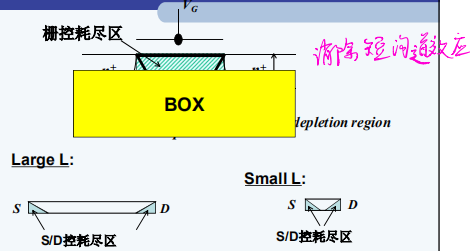 V_G
栅控耗尽区
消除短沟道效应
n+ n+
BOX
depletion region
Large L:
Small L:
S D
S D
S/D控耗尽区
S/D控耗尽区